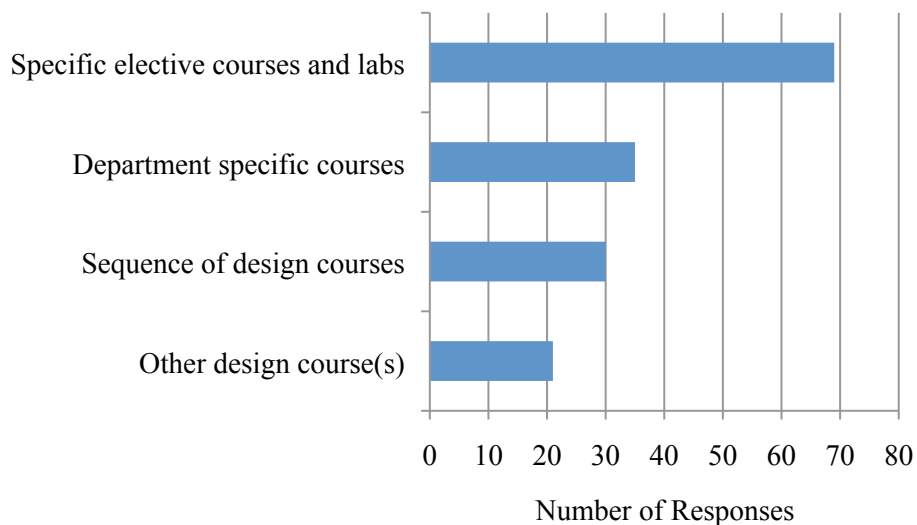 Specific elective courses and labs
Department specific courses
Sequence of design courses
Other design course(s)
0 10 20 30 40 50 60 70 80
Number of Responses